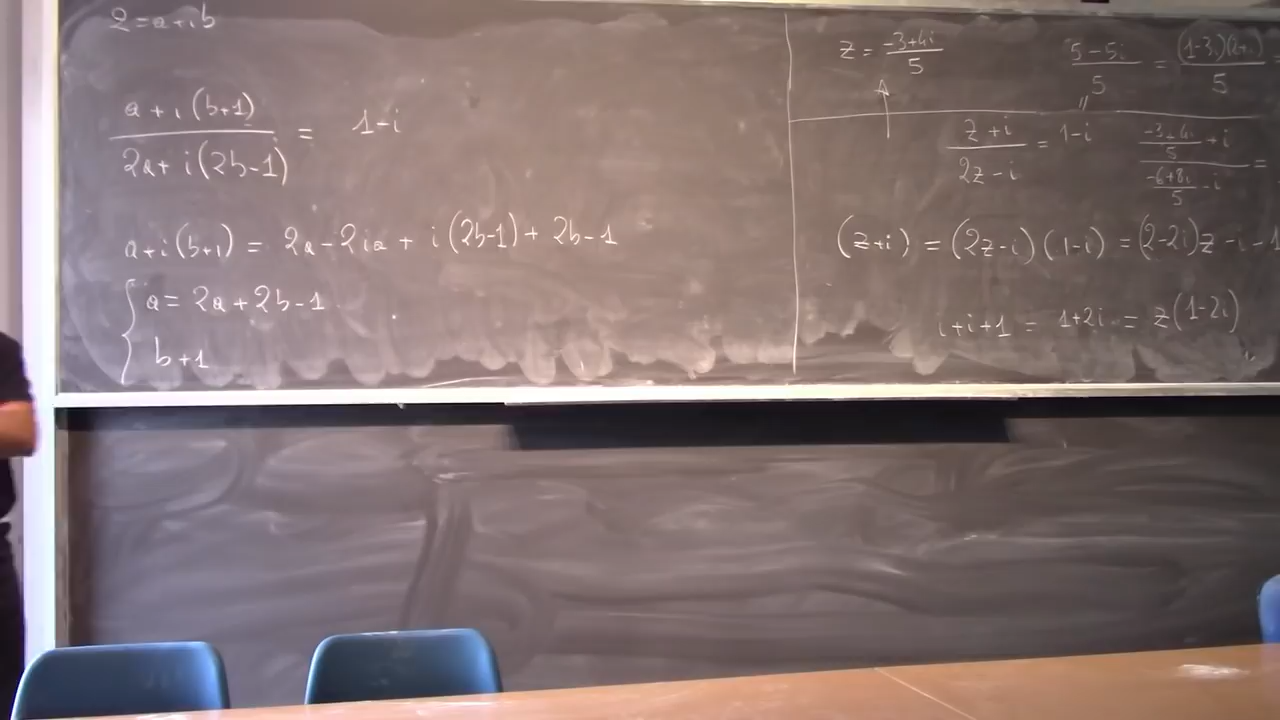 z = a+ib
a + i(b+1) / 2a + i(2b-1) = 1-i
a+i(b+1) = 2a-2ia + i(2b-1) + 2b-1
{ a = 2a+2b-1
b+1
z = -3+4i / 5
5-5i / 5 = (1-3i)(2+i) / 5 =
z+i / 2z-i = 1-i
-3+4i / 5 + i / -6+8i / 5 - i =
(z+i) = (2z-i)(1-i) = (2-2i)z - i - 1
i+i+1 = 1+2i = z(1-2i)